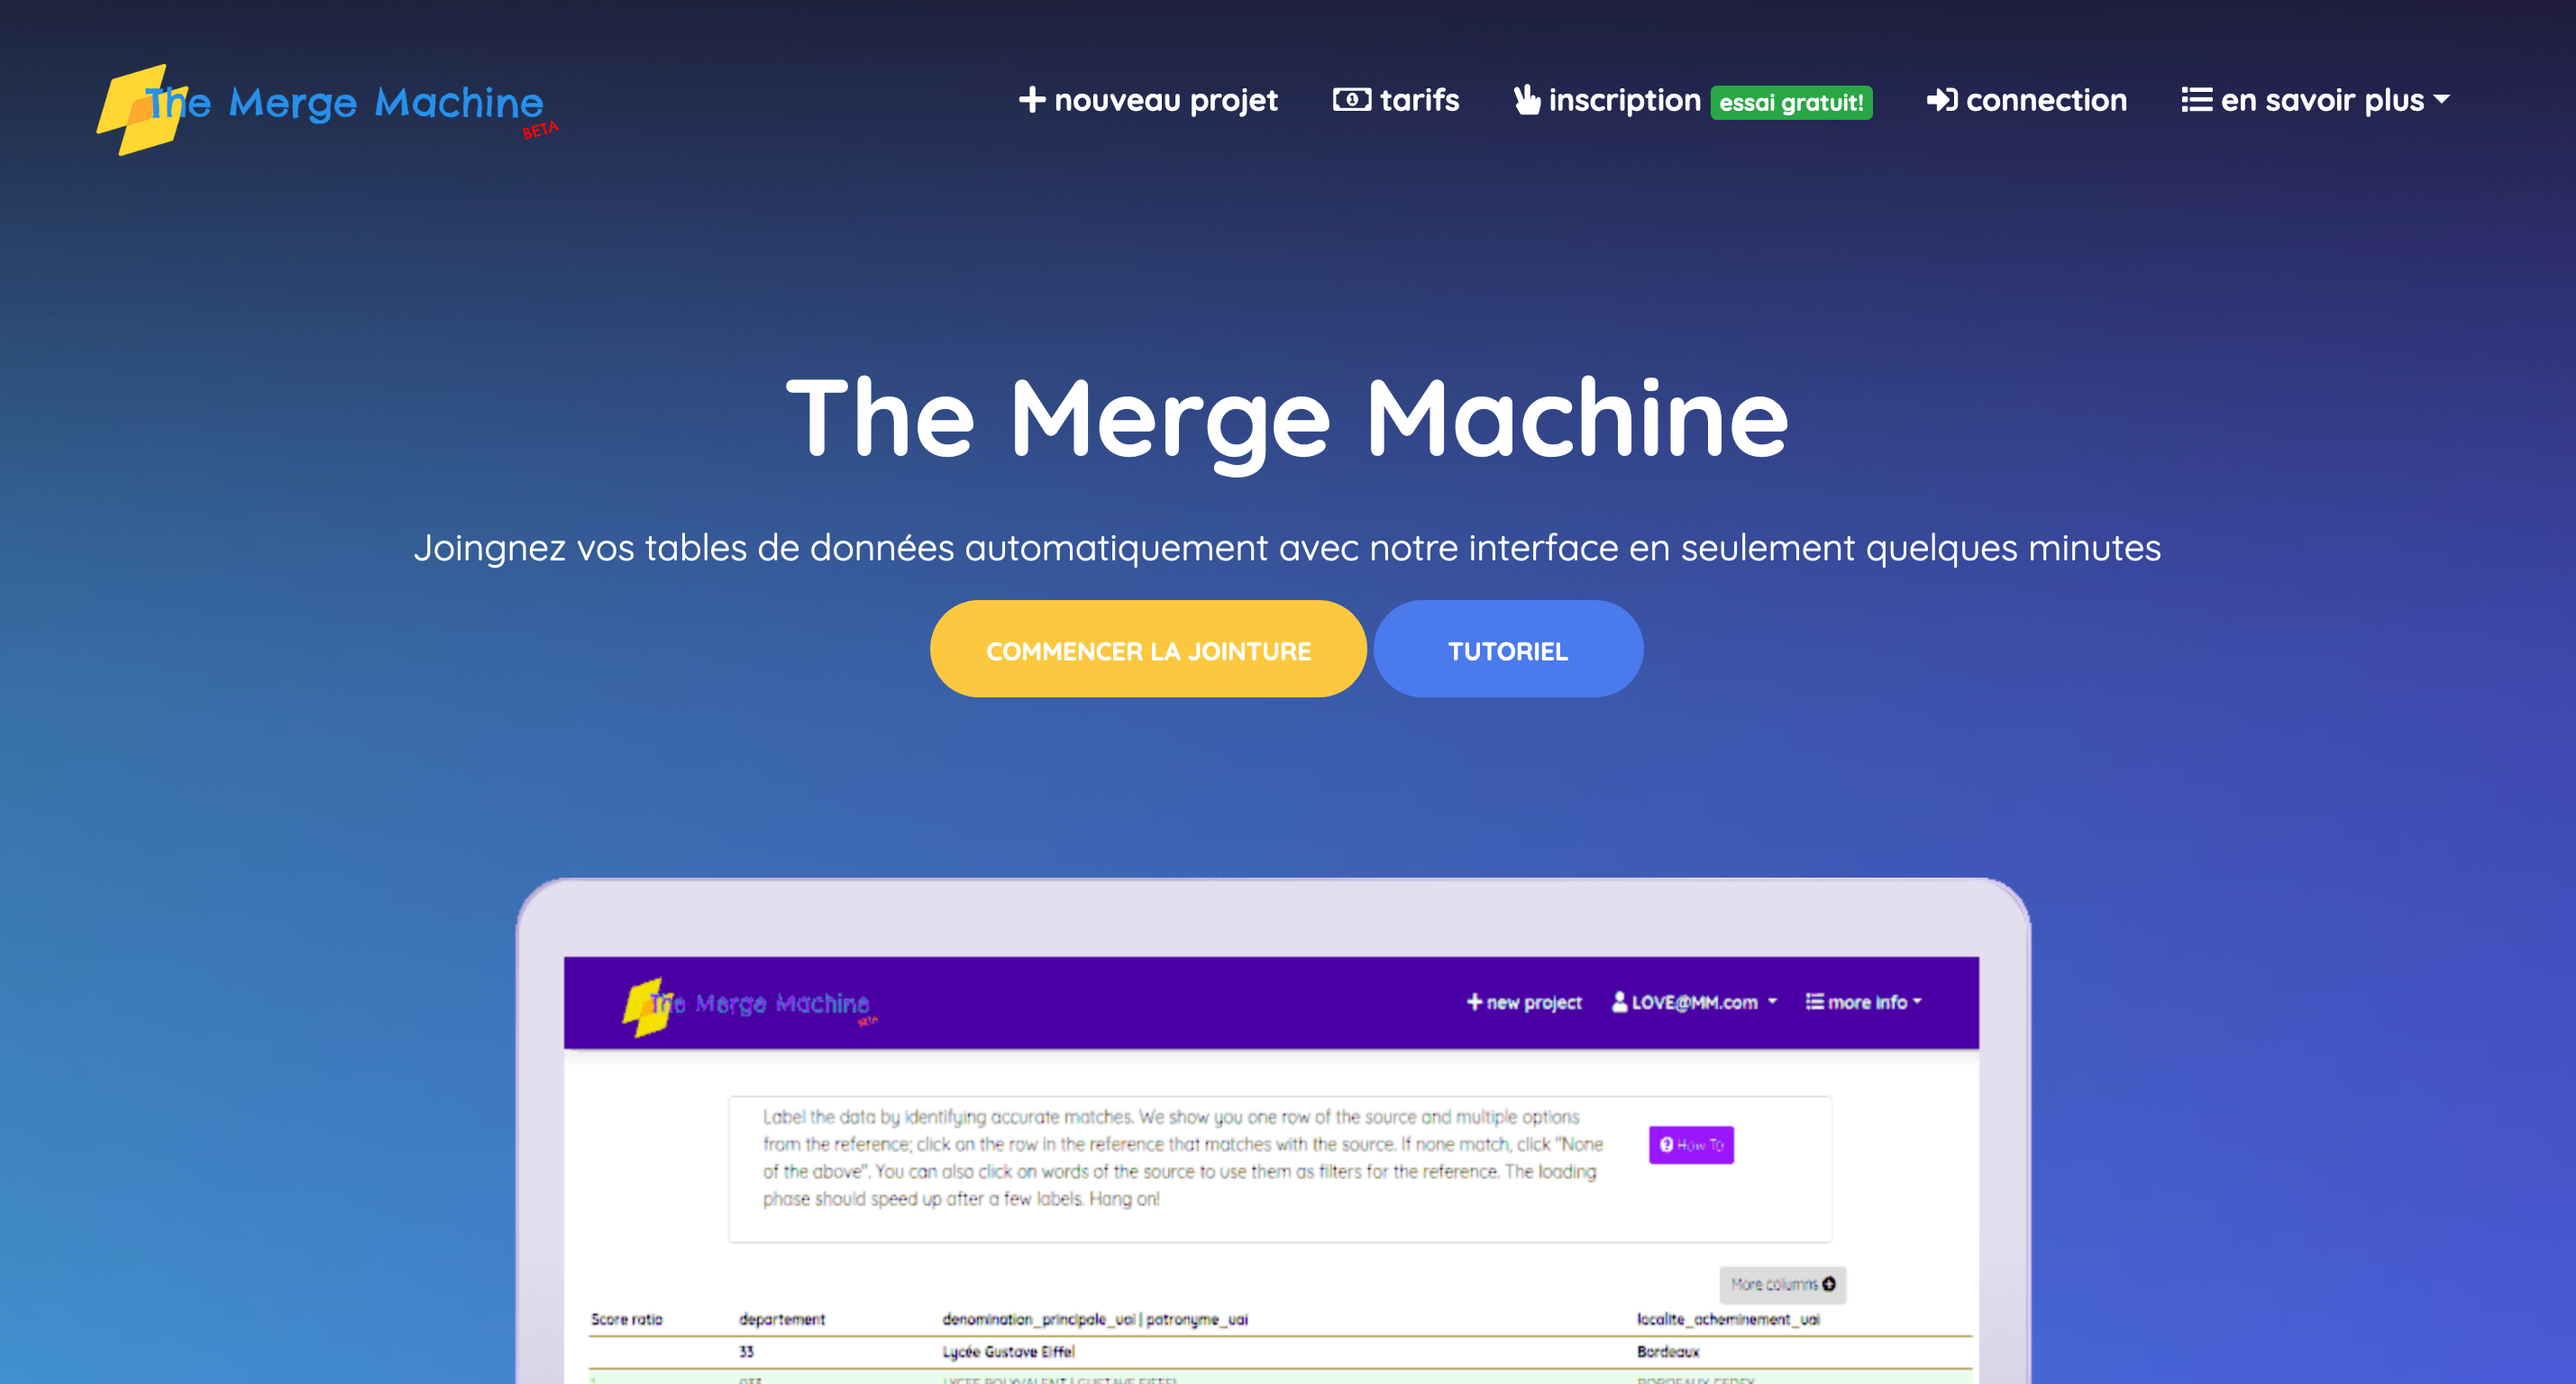 The Merge Machine
BETA
nouveau projet
tarifs
inscription essai gratuit!
connection
en savoir plus
The Merge Machine
Joingnez vos tables de données automatiquement avec notre interface en seulement quelques minutes
COMMENCER LA JOINTURE
TUTORIEL
The Merge Machine
BETA
new project
LOVE@MM.com
more info
Label the data by identifying accurate matches. We show you one row of the source and multiple options
from the reference; click on the row in the reference that matches with the source. If none match, click "None
of the above". You can also click on words of the source to use them as filters for the reference. The loading
phase should speed up after a few labels. Hang on!
How To
More columns
Score ratio departement denomination_principale_uai | patronyme_uai localite_acheminement_uai
33 Lycée Gustave Eiffel Bordeaux